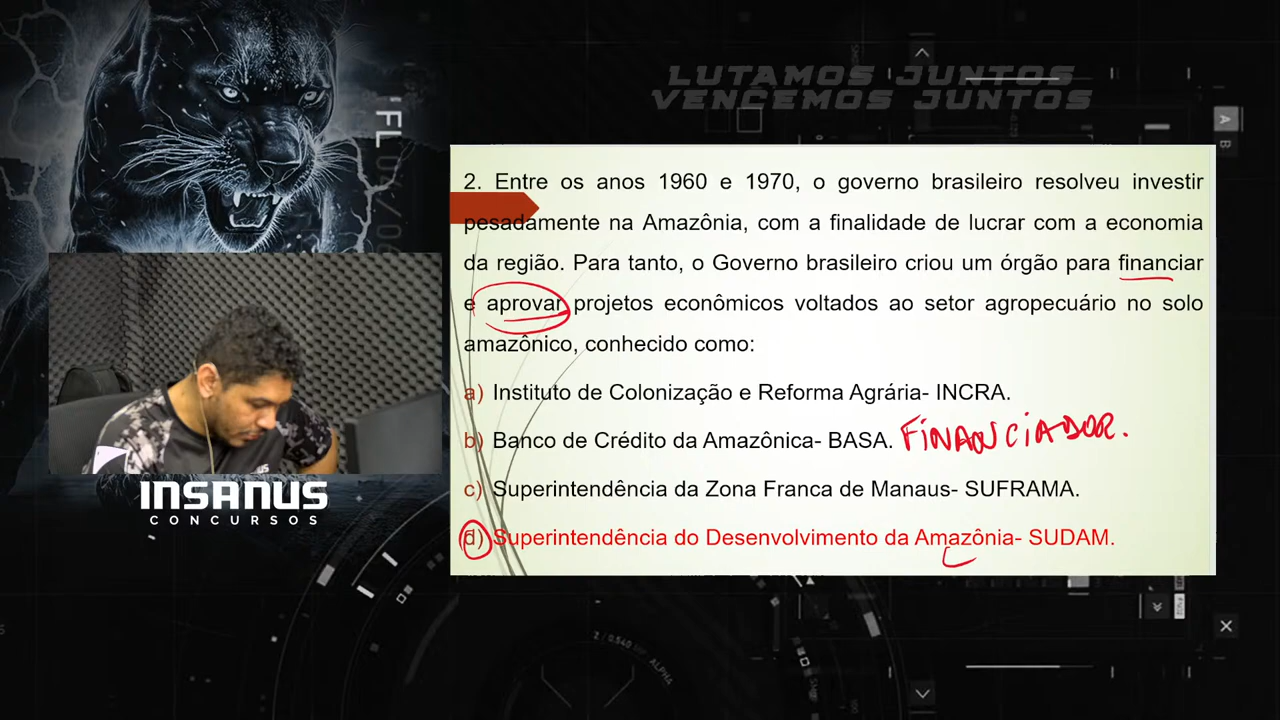 LUTAMOS JUNTOS
VENCEMOS JUNTOS
2. Entre os anos 1960 e 1970, o governo brasileiro resolveu investir
pesadamente na Amazônia, com a finalidade de lucrar com a economia
da região. Para tanto, o Governo brasileiro criou um órgão para financiar
e aprovar projetos econômicos voltados ao setor agropecuário no solo
amazônico, conhecido como:
a) Instituto de Colonização e Reforma Agrária- INCRA.
b) Banco de Crédito da Amazônica- BASA. FINANCIADOR.
c) Superintendência da Zona Franca de Manaus- SUFRAMA.
d) Superintendência do Desenvolvimento da Amazônia- SUDAM.
INSANUS
CONCURSOS
A
B
ALPHA